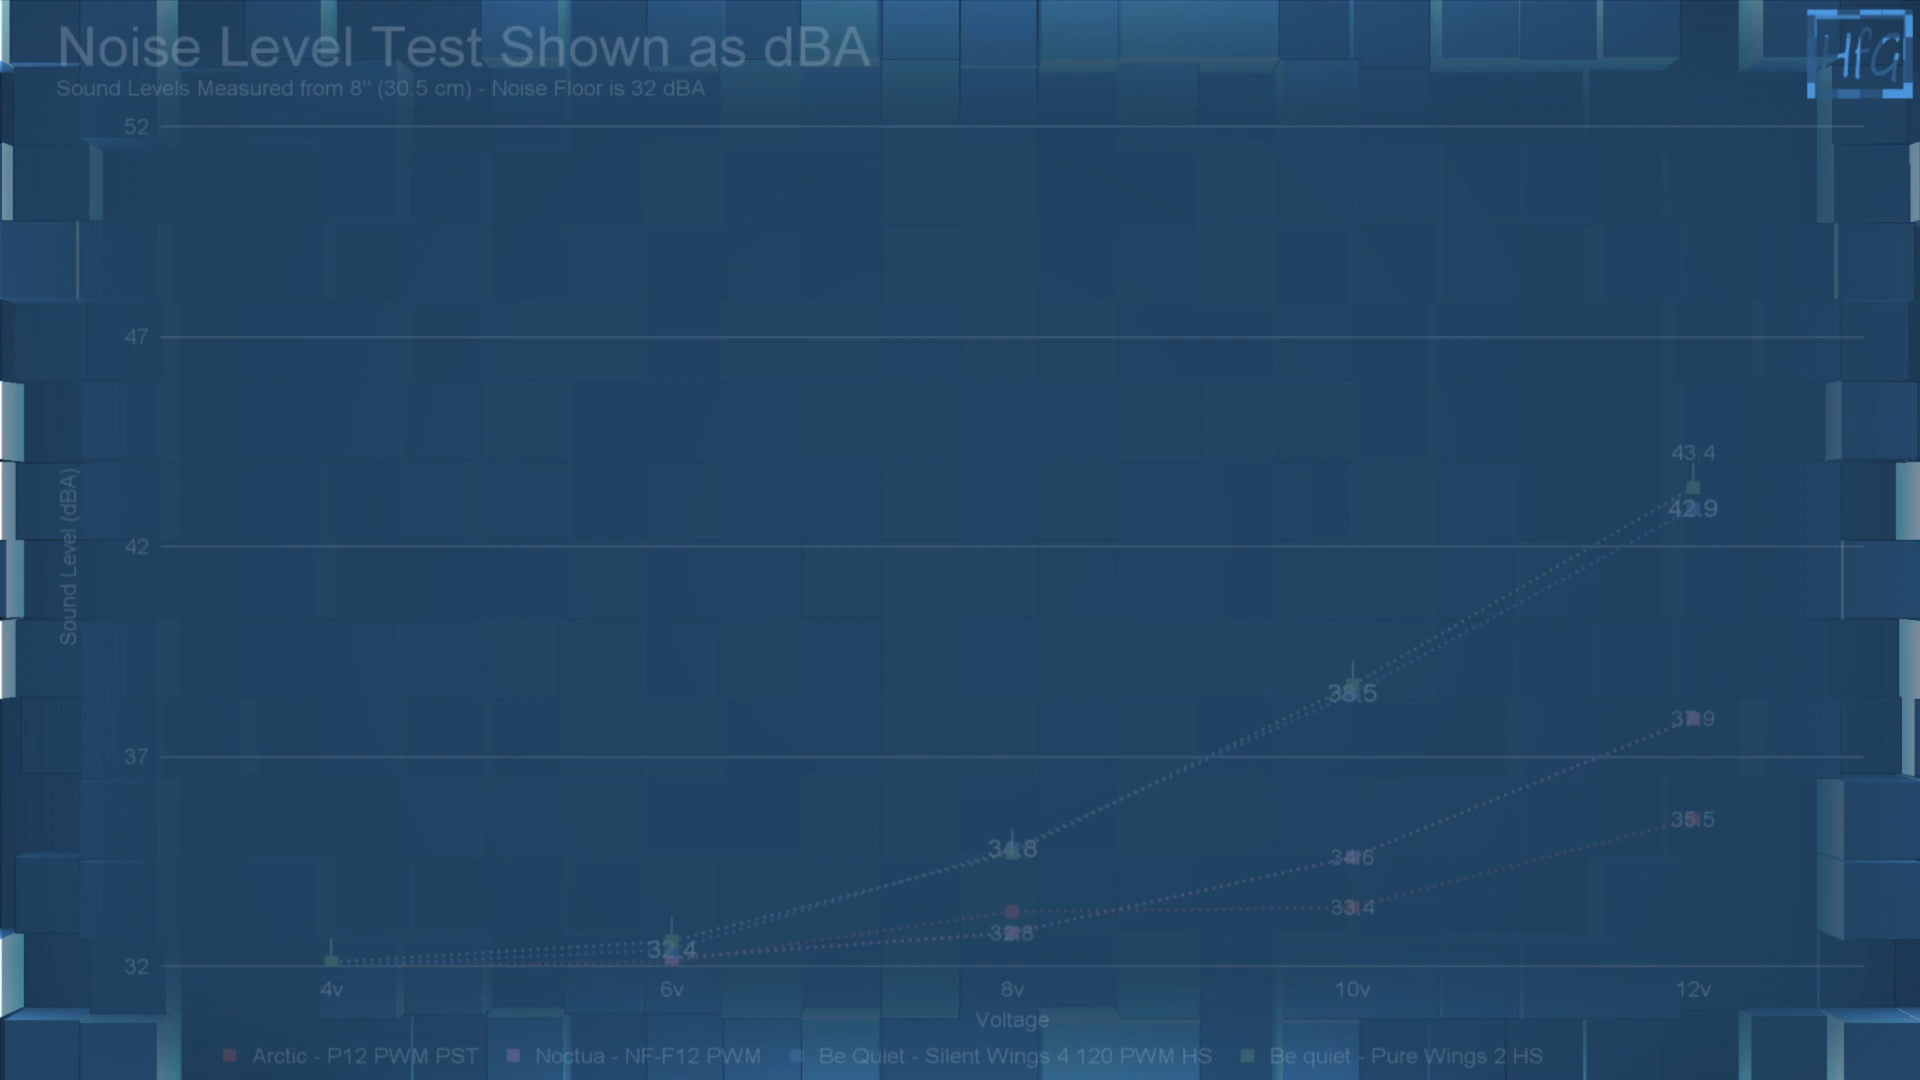 Noise Level Test Shown as dBA
HfG
Sound Levels Measured from 8" (30.5 cm) - Noise Floor is 32 dBA
52
47
43.4
42.9
42
Sound Level (dBA)
38.5
37.9
37
35.5
34.8
34.6
33.4
32.8
32.4
32
4v 6v 8v 10v 12v
Voltage
Arctic - P12 PWM PST Noctua - NF-F12 PWM Be Quiet - Silent Wings 4 120 PWM HS Be quiet - Pure Wings 2 HS